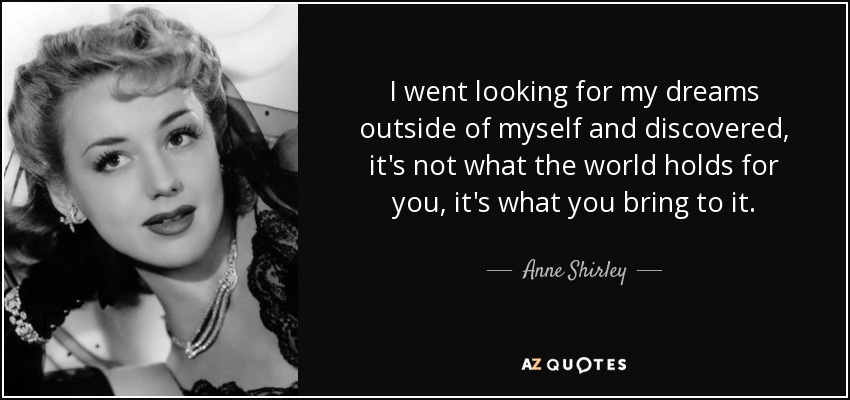 I went looking for my dreams
outside of myself and discovered,
it's not what the world holds for
you, it's what you bring to it.
Anne Shirley
AZ QUOTES